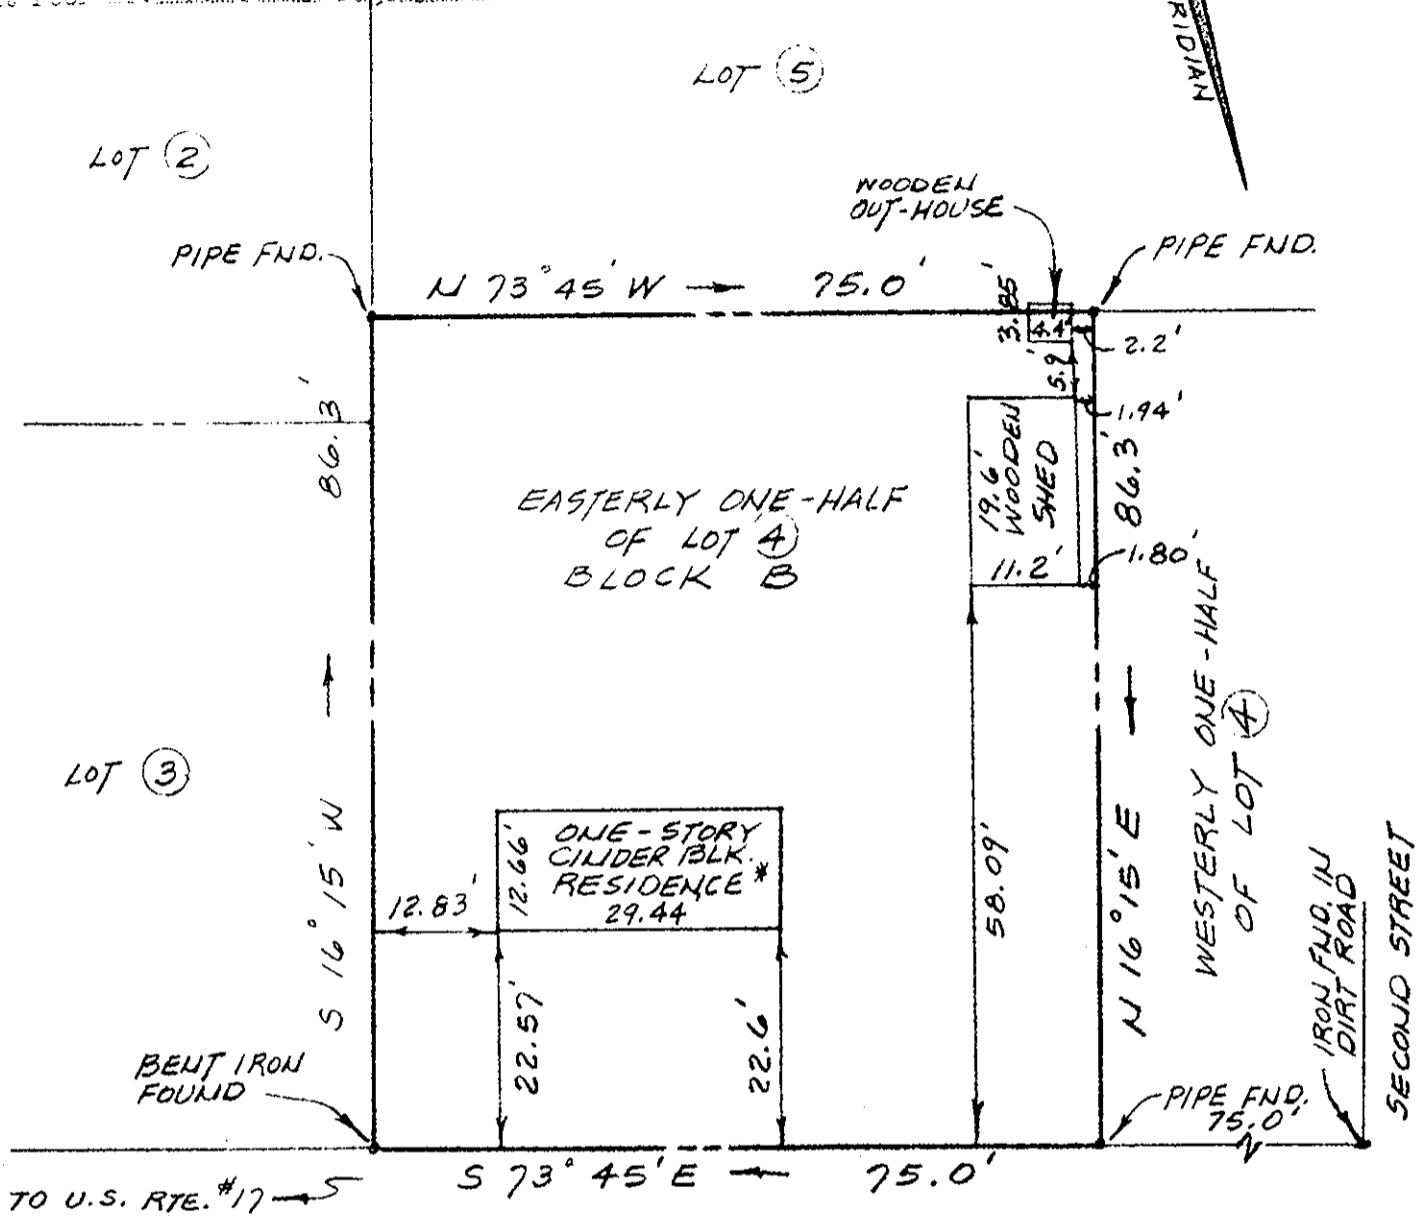 RIDIAN
LOT 5
LOT 2
WOODEN
OUT-HOUSE
PIPE FND.
PIPE FND.
N 73° 45' W
75.0'
3.85'
4.4'
2.2'
5.9'
1.94'
86.3'
86.3'
19.6'
WOODEN
SHED
11.2'
1.80'
EASTERLY ONE-HALF
OF LOT 4
BLOCK B
WESTERLY ONE-HALF
OF LOT 4
LOT 3
S 16° 15' W
N 16° 15' E
12.66'
ONE-STORY
CINDER BLK.
RESIDENCE *
29.44
12.83'
58.09'
22.57'
22.6'
IRON FND. IN
DIRT ROAD
SECOND STREET
BENT IRON
FOUND
PIPE FND.
75.0'
S 73° 45' E
75.0'
TO U.S. RTE. #17